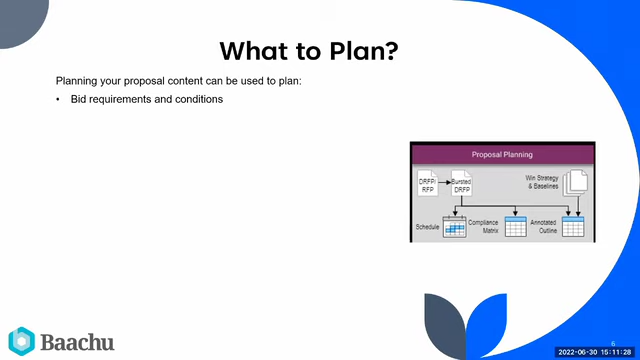 What to Plan?
Planning your proposal content can be used to plan:
• Bid requirements and conditions
Proposal Planning
DRFP/
RFP
Bursted
DRFP
Win Strategy
& Baselines
Schedule
Compliance
Matrix
Annotated
Outline
Baachu
6
2022-06-30 15:11:28